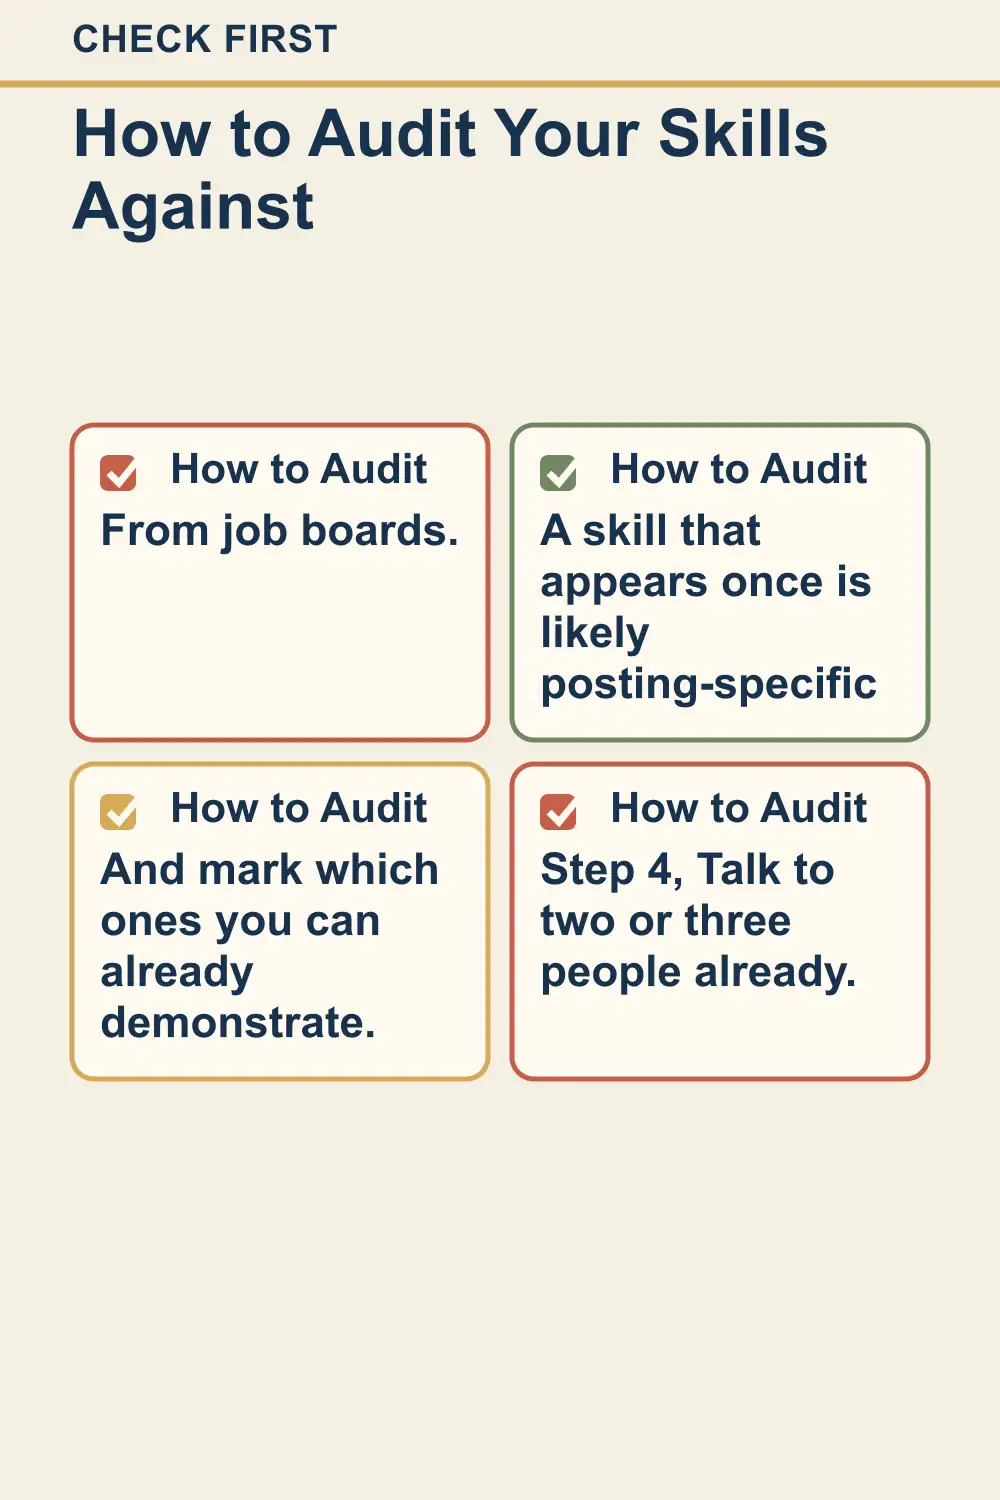 CHECK FIRST
How to Audit Your Skills
Against
How to Audit
From job boards.
How to Audit
A skill that
appears once is
likely
posting-specific
How to Audit
And mark which
ones you can
already
demonstrate.
How to Audit
Step 4, Talk to
two or three
people already.